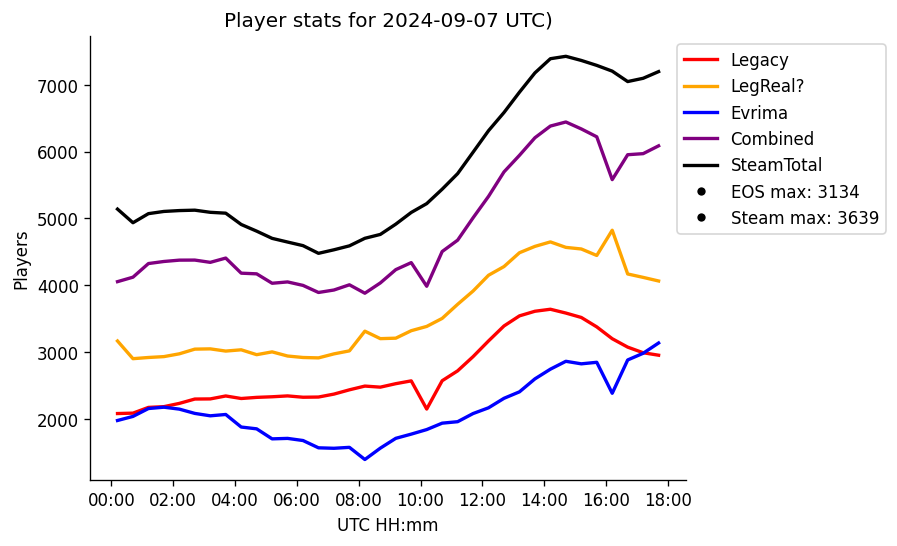 Player stats for 2024-09-07 UTC)
Players
7000
6000
5000
4000
3000
2000
00:00 02:00 04:00 06:00 08:00 10:00 12:00 14:00 16:00 18:00
UTC HH:mm
Legacy
LegReal?
Evrima
Combined
SteamTotal
EOS max: 3134
Steam max: 3639